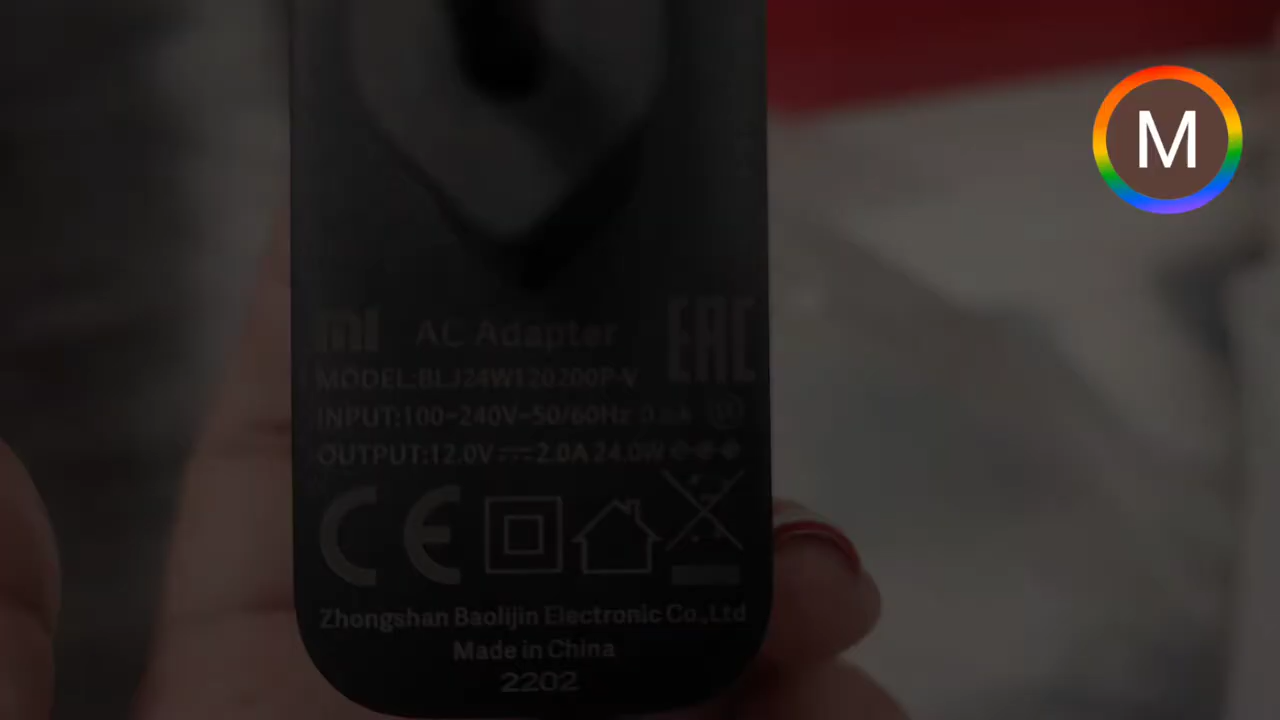 M
mi AC Adapter EAC
MODEL:BLJ24W120200P-V
INPUT:100-240V~50/60Hz
OUTPUT:12.0V⎓2.0A 24.0W
CE
Zhongshan Baolijin Electronic Co.,Ltd
Made in China
2202